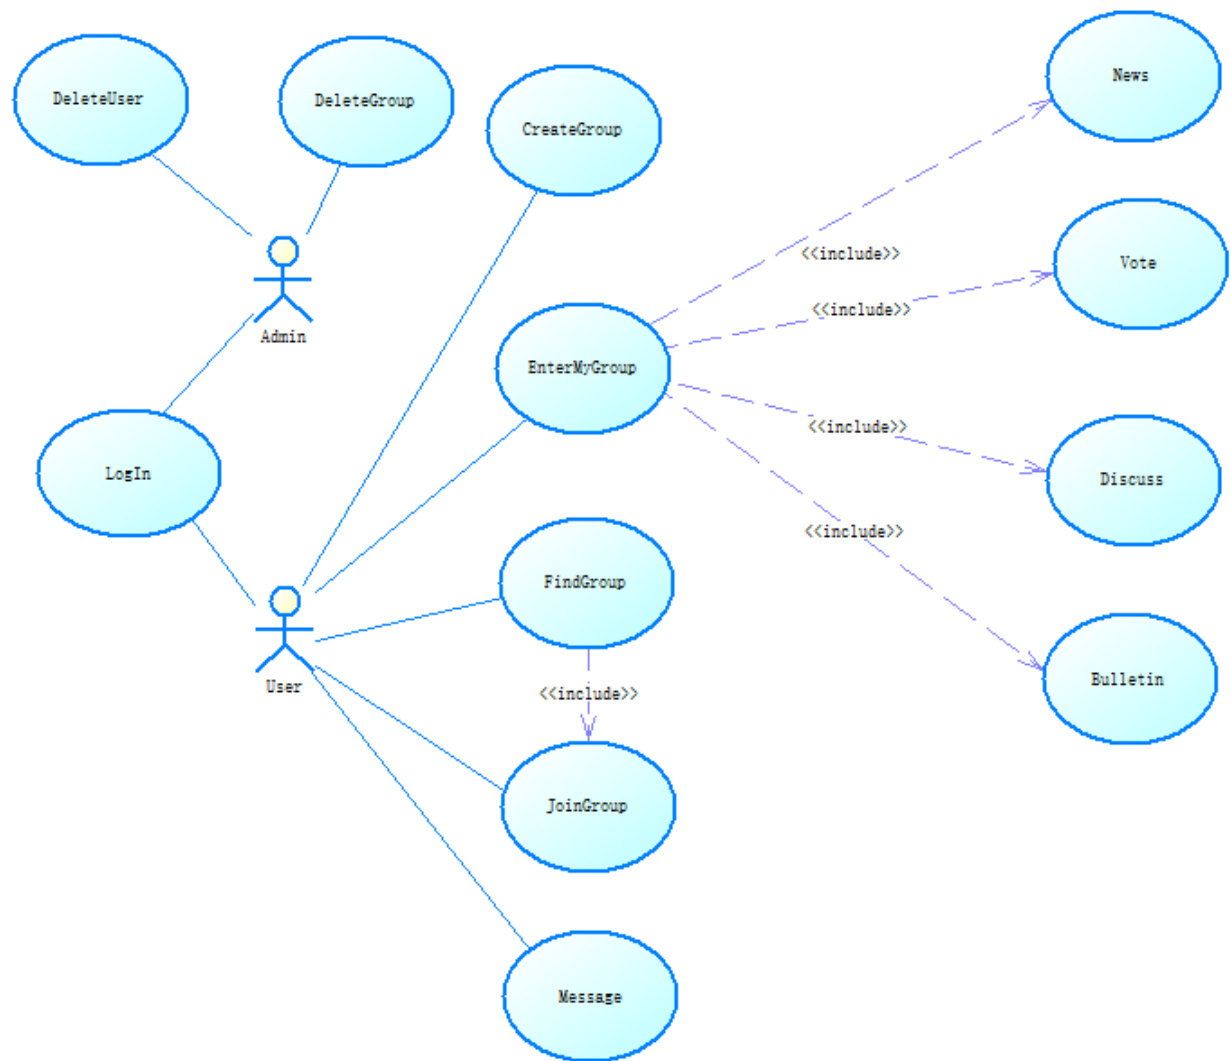 DeleteUser
DeleteGroup
CreateGroup
News
<<include>>
Vote
<<include>>
Admin
EnterMyGroup
<<include>>
LogIn
Discuss
<<include>>
FindGroup
User
<<include>>
Bulletin
JoinGroup
Message